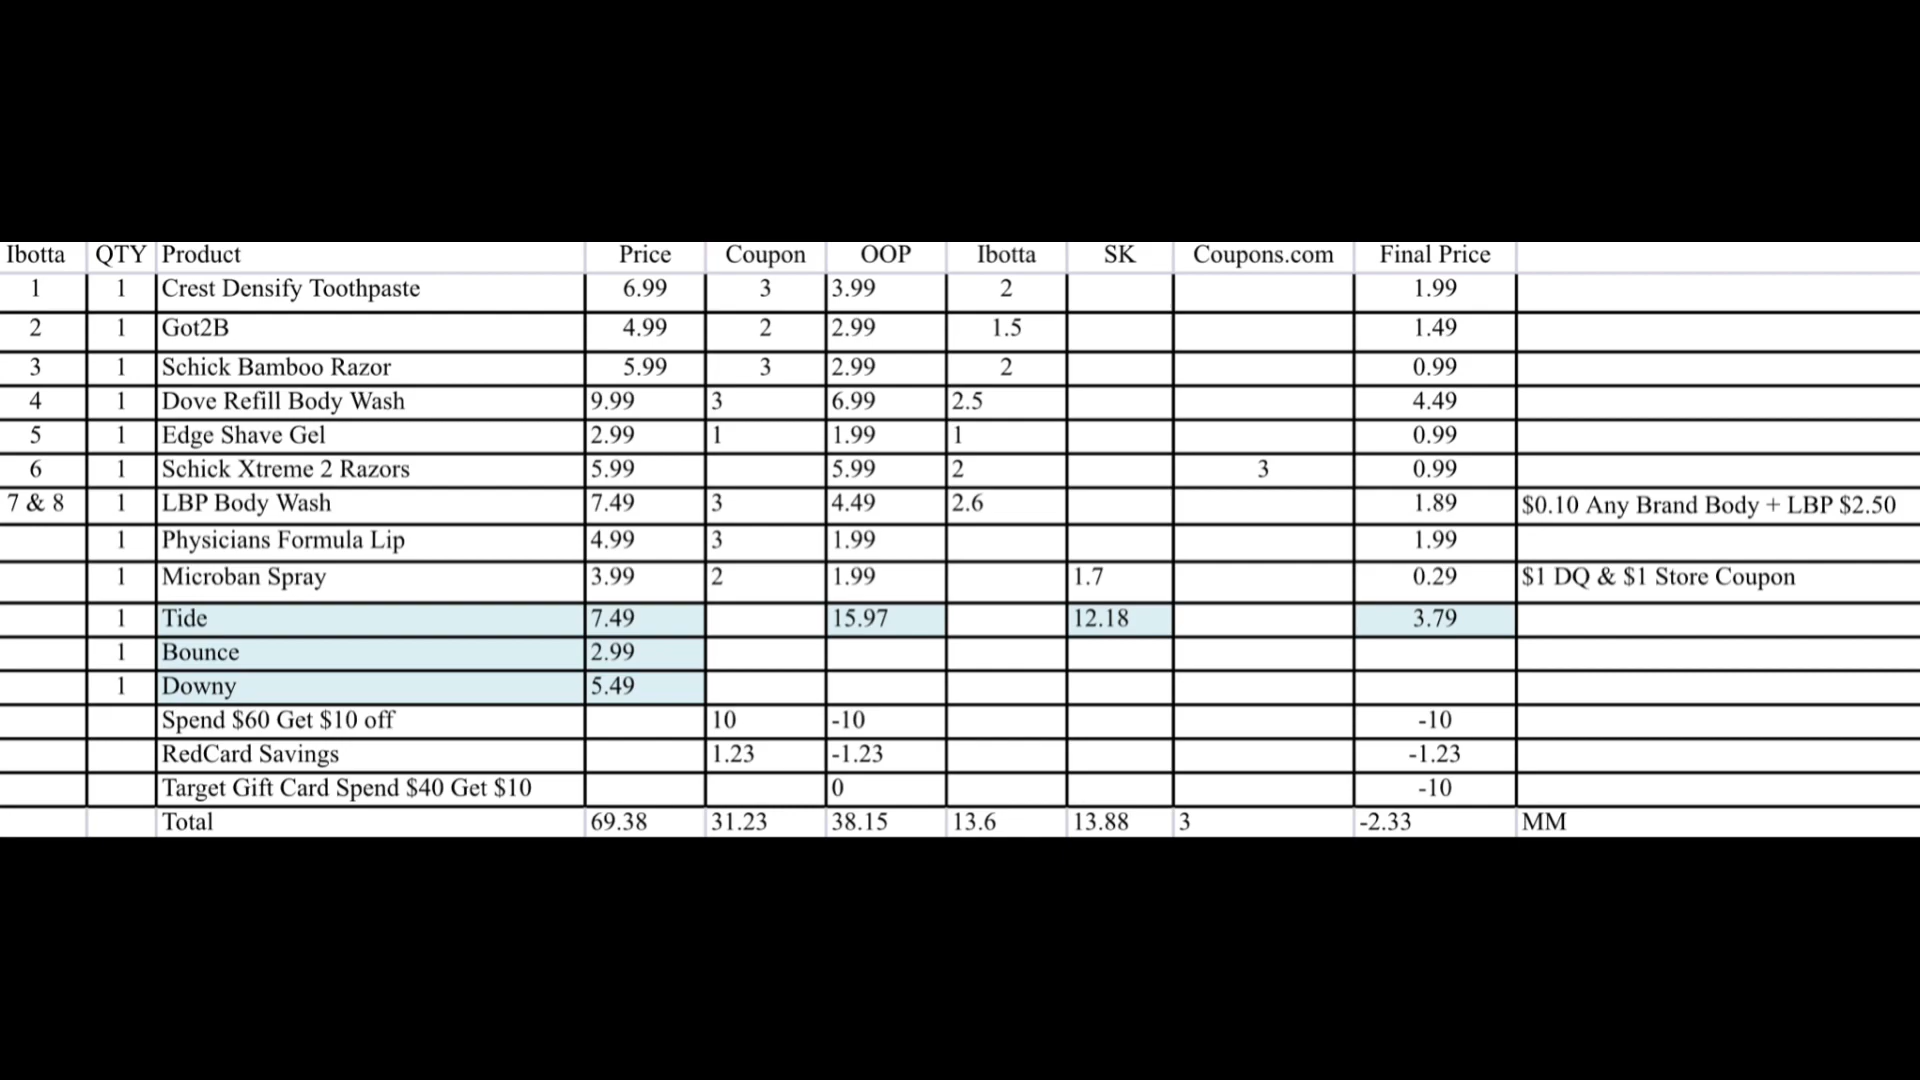 Ibotta QTY Product Price Coupon OOP Ibotta SK Coupons.com Final Price
1 1 Crest Densify Toothpaste 6.99 3 3.99 2 1.99
2 1 Got2B 4.99 2 2.99 1.5 1.49
3 1 Schick Bamboo Razor 5.99 3 2.99 2 0.99
4 1 Dove Refill Body Wash 9.99 3 6.99 2.5 4.49
5 1 Edge Shave Gel 2.99 1 1.99 1 0.99
6 1 Schick Xtreme 2 Razors 5.99 5.99 2 3 0.99
7 & 8 1 LBP Body Wash 7.49 3 4.49 2.6 1.89 $0.10 Any Brand Body + LBP $2.50
1 Physicians Formula Lip 4.99 3 1.99 1.99
1 Microban Spray 3.99 2 1.99 1.7 0.29 $1 DQ & $1 Store Coupon
1 Tide 7.49 15.97 12.18 3.79
1 Bounce 2.99
1 Downy 5.49
Spend $60 Get $10 off 10 -10 -10
RedCard Savings 1.23 -1.23 -1.23
Target Gift Card Spend $40 Get $10 0 -10
Total 69.38 31.23 38.15 13.6 13.88 3 -2.33 MM